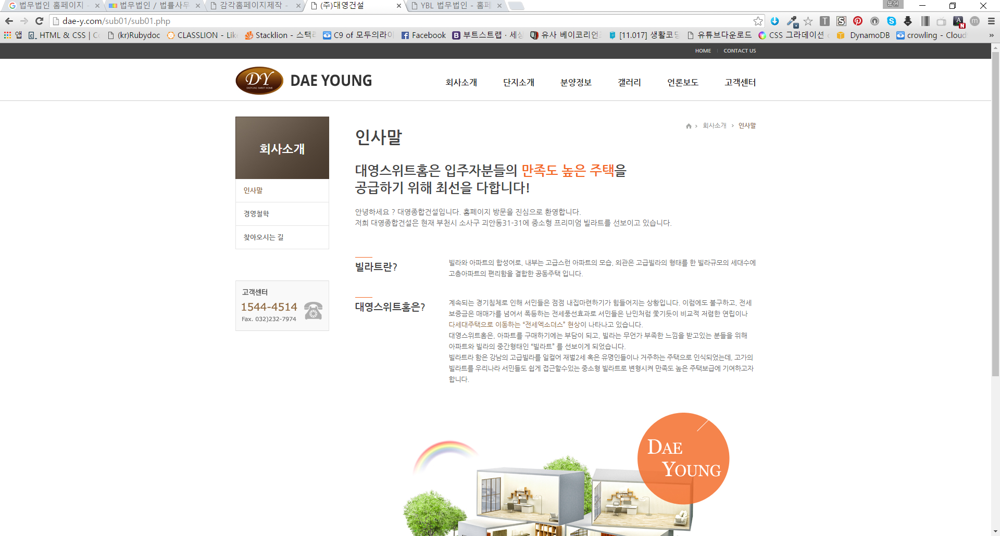 법무법인 홈페이지 -
법무법인 / 법률사무
감각홈페이지제작 -
(주)대영건설
YBL 법무법인 - 홈페
용현
dae-y.com/sub01/sub01.php
앱
HTML & CSS | Co
(kr)Rubydoc
CLASSLION - Like
Stacklion - 스택
C9 of 모두의라이
Facebook
부트스트랩 · 세상
유사 베이코리언
[11.017] 생활코딩
유튜브다운로드
CSS 그라데이션
DynamoDB
crowling - Cloud
»
HOME | CONTACT US
DY
DAEYUNG SWEET HOME
DAE YOUNG
회사소개
단지소개
분양정보
갤러리
언론보도
고객센터
회사소개
인사말
경영철학
찾아오시는 길
고객센터
1544-4514
Fax. 032)232-7974
> 회사소개 > 인사말
인사말
대영스위트홈은 입주자분들의 만족도 높은 주택을
공급하기 위해 최선을 다합니다!
안녕하세요 ? 대영종합건설입니다. 홈페이지 방문을 진심으로 환영합니다.
저희 대영종합건설은 현재 부천시 소사구 괴안동31-31에 중소형 프리미엄 빌라트를 선보이고 있습니다.
빌라트란?
빌라와 아파트의 합성어로, 내부는 고급스런 아파트의 모습, 외관은 고급빌라의 형태를 한 빌라규모의 세대수에
고층아파트의 편리함을 결합한 공동주택 입니다.
대영스위트홈은?
계속되는 경기침체로 인해 서민들은 점점 내집마련하기가 힘들어지는 상황입니다. 이럼에도 불구하고, 전세
보증금은 매매가를 넘어서 폭등하는 전세풍선효과로 서민들은 난민처럼 쫓기듯이 비교적 저렴한 연립이나
다세대주택으로 이동하는 “전세엑소더스” 현상이 나타나고 있습니다.
대영스위트홈은, 아파트를 구매하기에는 부담이 되고, 빌라는 무언가 부족한 느낌을 받고있는 분들을 위해
아파트와 빌라의 중간형태인 “빌라트” 를 선보이게 되었습니다.
빌라트라 함은 강남의 고급빌라를 일컬어 재벌2세 혹은 유명인들이나 거주하는 주택으로 인식되었는데, 고가의
빌라트를 우리나라 서민들도 쉽게 접근할수있는 중소형 빌라트로 변형시켜 만족도 높은 주택보급에 기여하고자
합니다.
DAE
YOUNG